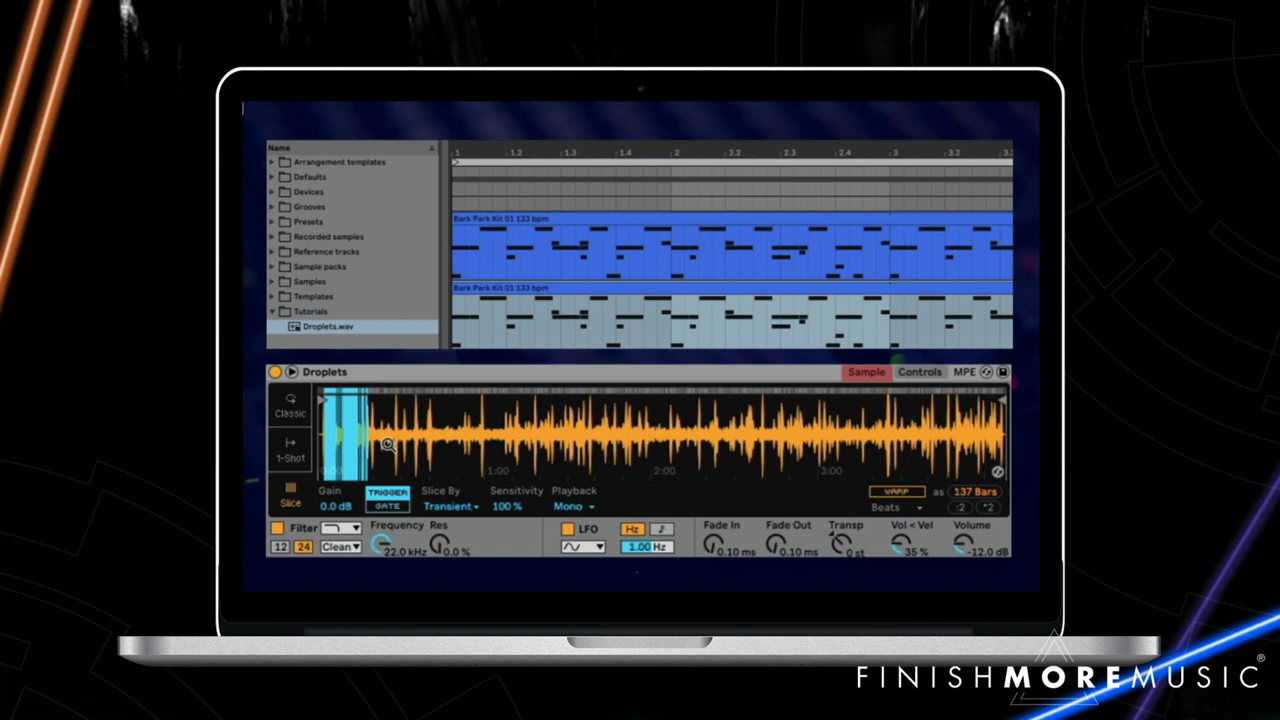 Name
Arrangement templates
Defaults
Devices
Grooves
Presets
Recorded samples
Reference tracks
Sample packs
Samples
Templates
Tutorials
Droplets.wav
1 1.2 1.3 1.4 2 2.2 2.3 2.4 3 3.2
Bark Park Kit 01 133 bpm
Bark Park Kit 01 133 bpm
Droplets Sample Controls MPE
Classic
1-Shot
Slice
0:00 1:00 2:00 3:00
Gain TRIGGER Slice By Sensitivity Playback WARP as 137 Bars
0.0 dB GATE Transient 100 % Mono Beats :2 *2
Filter Frequency Res LFO Hz Fade In Fade Out Transp Vol < Vel Volume
12 24 Clean 22.0 kHz 0.0 % 1.00 Hz 0.10 ms 0.10 ms 0 st 35 % -12.0 dB
FINISHMOREMUSIC®